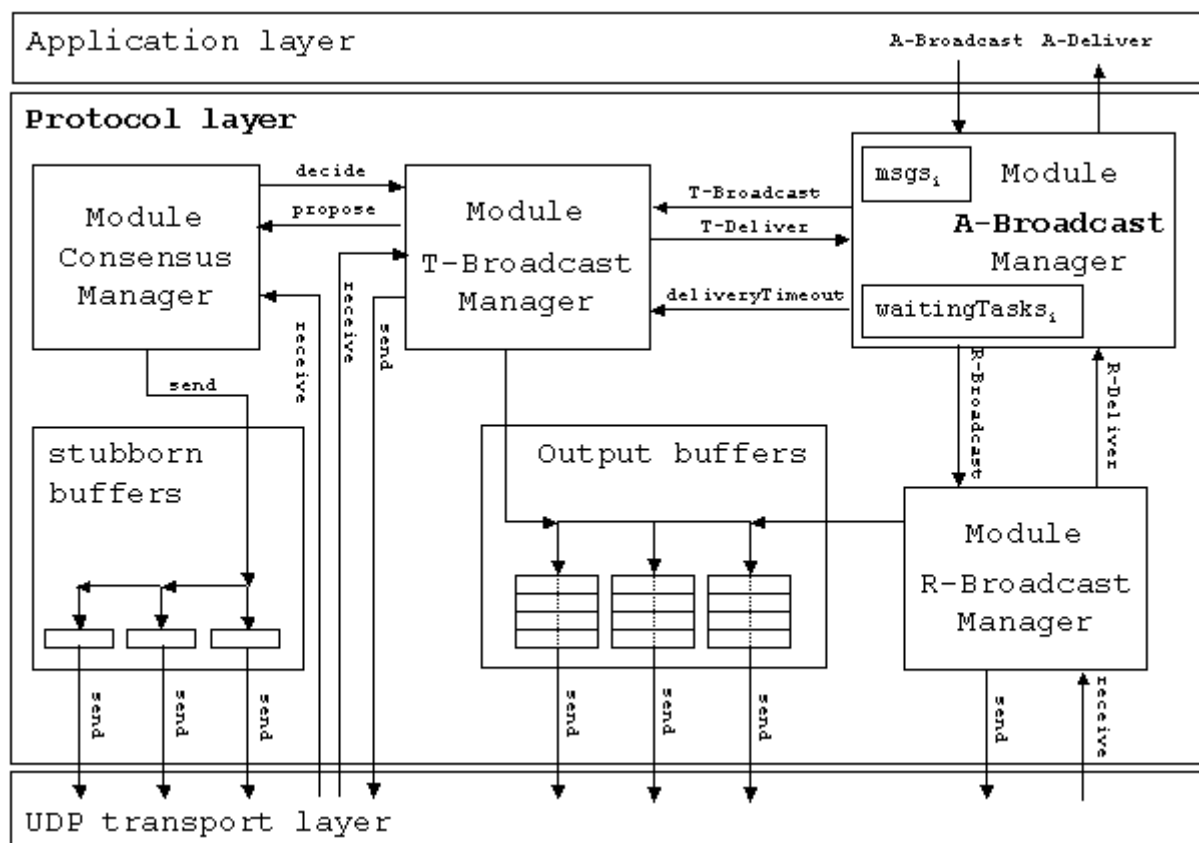 Application layer
A-Broadcast A-Deliver
Protocol layer
decide
propose
Module
Consensus
Manager
Module
T-Broadcast
Manager
T-Broadcast
T-Deliver
deliveryTimeout
msgsᵢ
Module
A-Broadcast
Manager
waitingTasksᵢ
receive
receive
send
send
R-Broadcast
R-Deliver
stubborn
buffers
Output buffers
Module
R-Broadcast
Manager
send
send
send
send
send
send
send
receive
UDP transport layer